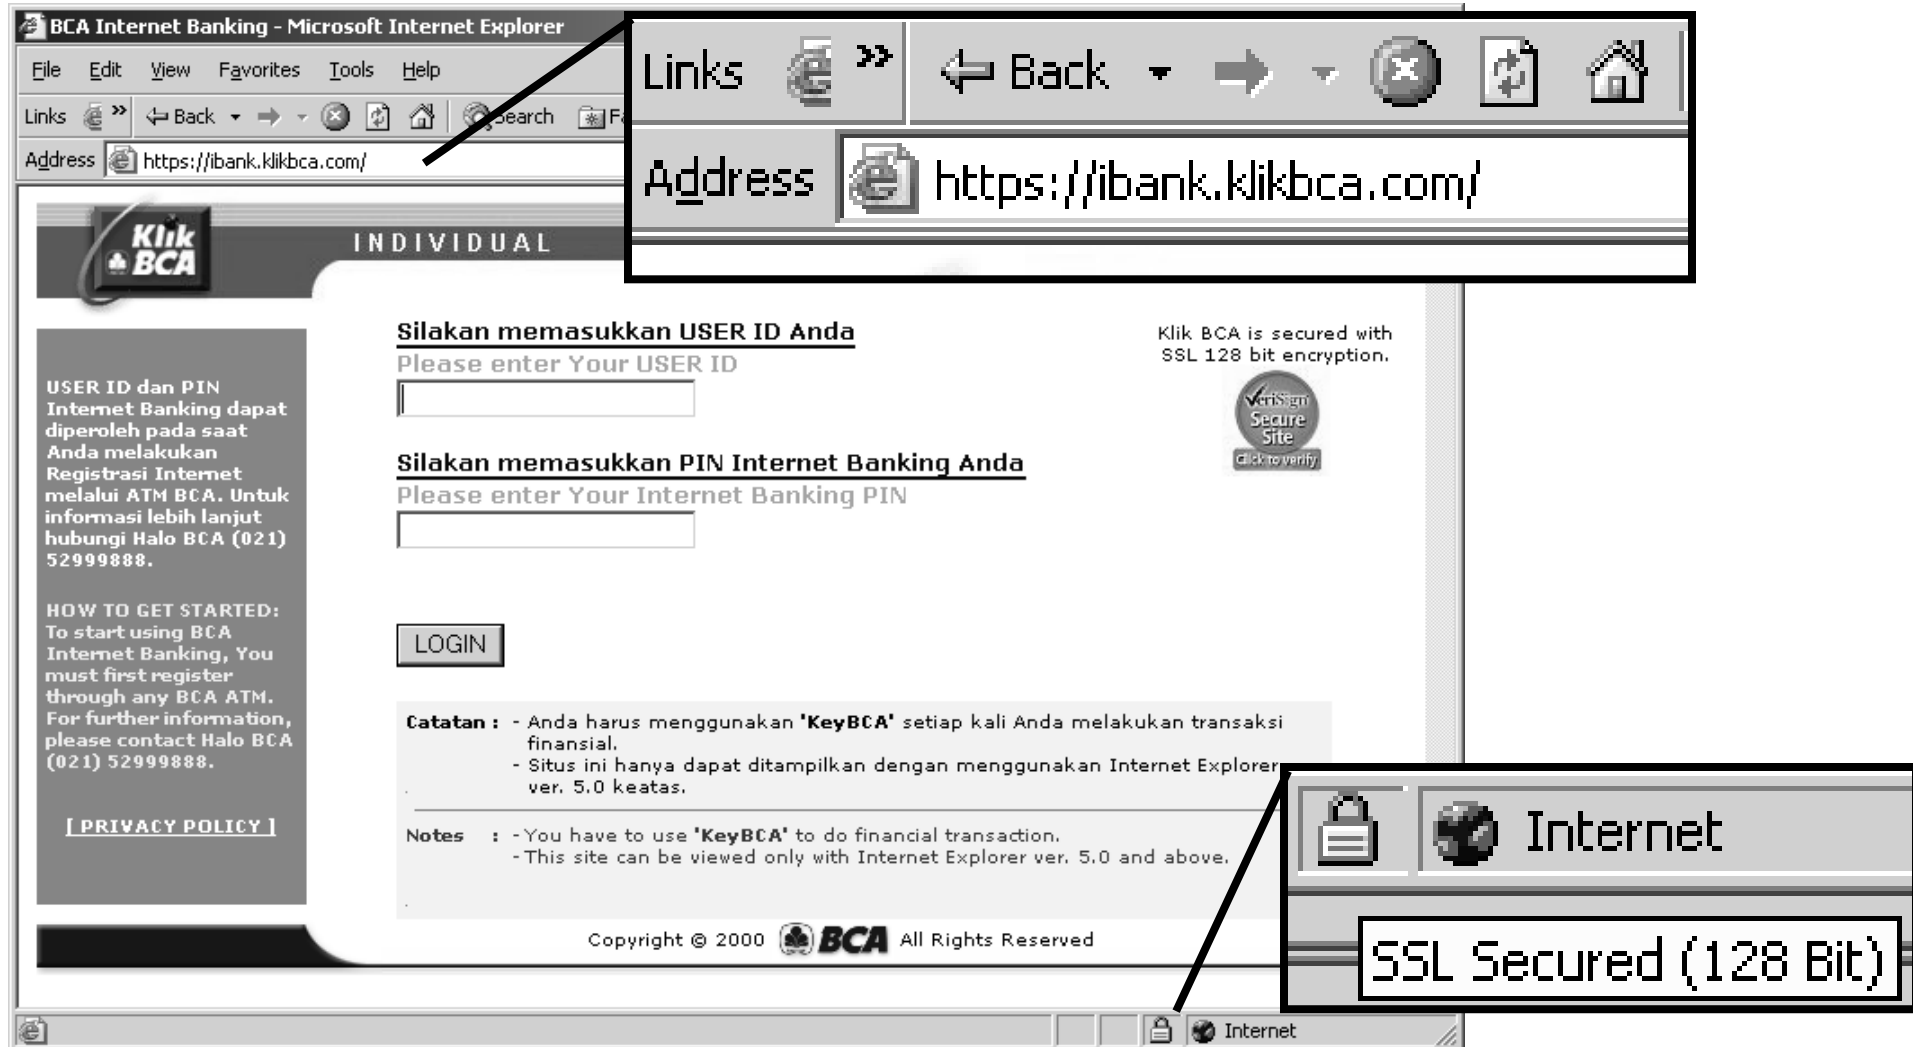 BCA Internet Banking - Microsoft Internet Explorer
File Edit View Favorites Tools Help
Links » Back Search
Address https://ibank.klikbca.com/
Links » Back
Address https://ibank.klikbca.com/
Klik
BCA
INDIVIDUAL
USER ID dan PIN
Internet Banking dapat
diperoleh pada saat
Anda melakukan
Registrasi Internet
melalui ATM BCA. Untuk
informasi lebih lanjut
hubungi Halo BCA (021)
52999888.
HOW TO GET STARTED:
To start using BCA
Internet Banking, You
must first register
through any BCA ATM.
For further information,
please contact Halo BCA
(021) 52999888.
[ PRIVACY POLICY ]
Silakan memasukkan USER ID Anda
Please enter Your USER ID
Silakan memasukkan PIN Internet Banking Anda
Please enter Your Internet Banking PIN
LOGIN
Klik BCA is secured with
SSL 128 bit encryption.
VeriSign
Secure
Site
Click to verify
Catatan : - Anda harus menggunakan 'KeyBCA' setiap kali Anda melakukan transaksi
finansial.
- Situs ini hanya dapat ditampilkan dengan menggunakan Internet Explorer
ver. 5.0 keatas.
Notes : - You have to use 'KeyBCA' to do financial transaction.
- This site can be viewed only with Internet Explorer ver. 5.0 and above.
Copyright © 2000 BCA All Rights Reserved
Internet
Internet
SSL Secured (128 Bit)